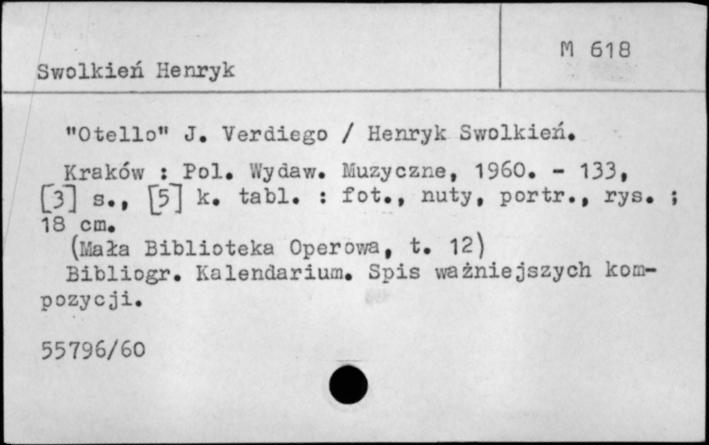 M 618
Swolkień Henryk
"Otello" J. Verdiego / Henryk Swolkień.
Kraków : Pol. Wydaw. Muzyczne, 1960. - 133,
[3] s., [5] k. tabl. : fot., nuty, portr., rys. ;
18 cm.
(Mała Biblioteka Operowa, t. 12)
Bibliogr. Kalendarium. Spis ważniejszych kom-
pozycji.
55796/60